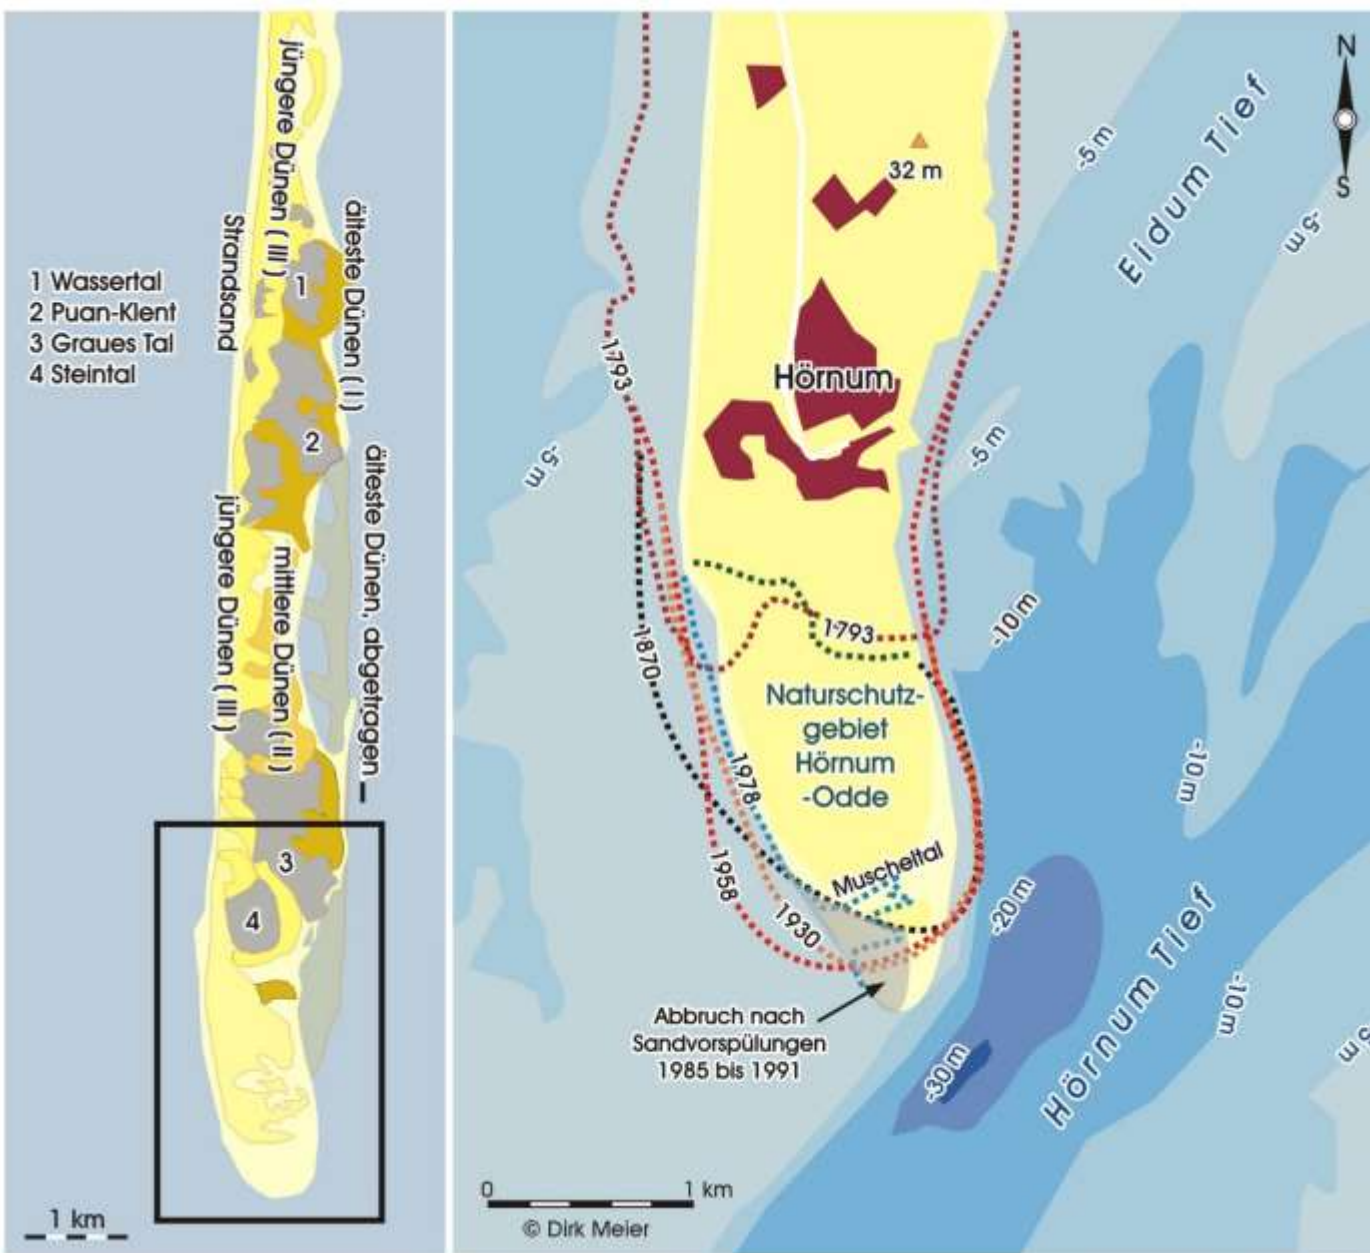 jüngere Dünen ( III )
Strandsand
älteste Dünen ( I )
1 Wassertal
2 Puan-Klent
3 Graues Tal
4 Steintal
1
2
älteste Dünen, abgetragen
jüngere Dünen ( III )
mittlere Dünen ( II )
3
4
1 km
N
S
-5 m
Eidum Tief
-5 m
32 m
1793
Hörnum
-5 m
-5 m
-10 m
1793
1870
Naturschutz-
gebiet
Hörnum
-Odde
1978
-10 m
Muscheltal
1958
1930
-20 m
Hörnum Tief
-10 m
Abbruch nach
Sandvorspülungen
1985 bis 1991
-30 m
0 1 km
© Dirk Meier